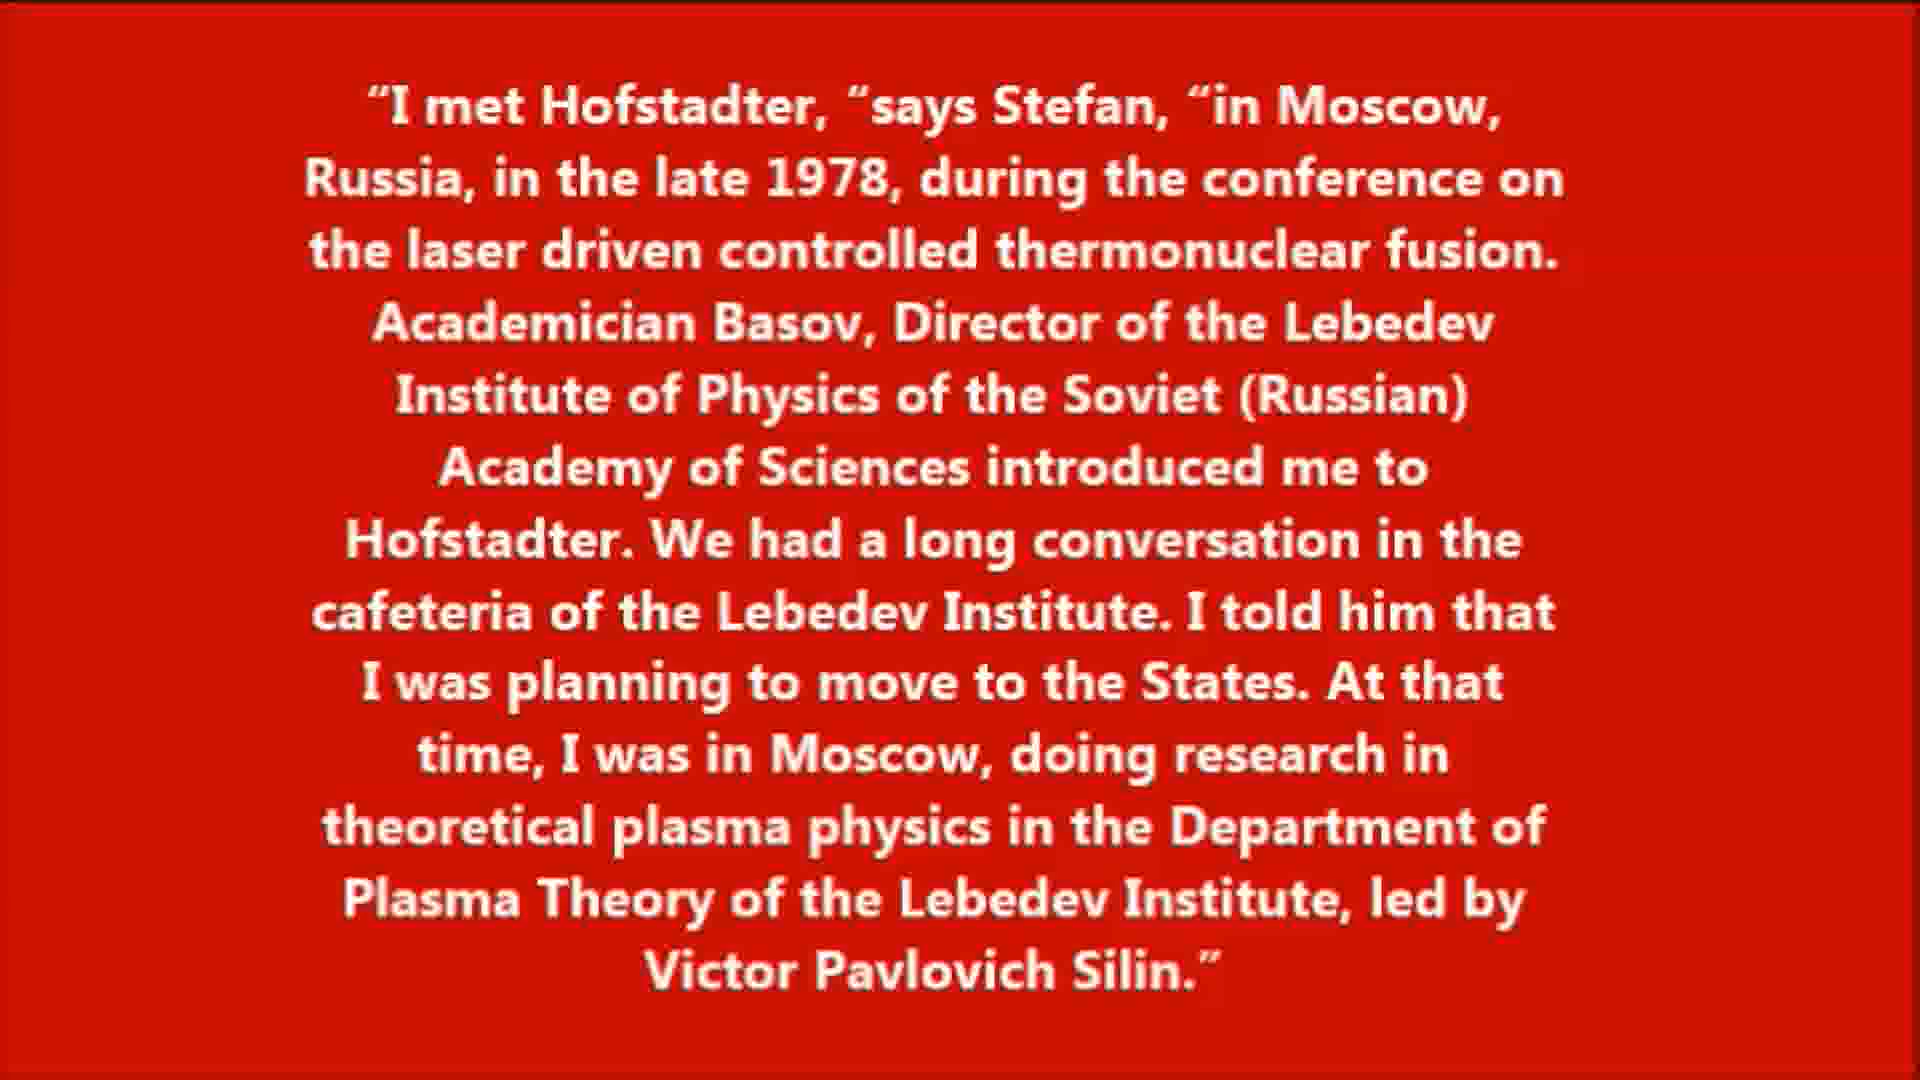 “I met Hofstadter, “says Stefan, “in Moscow,
Russia, in the late 1978, during the conference on
the laser driven controlled thermonuclear fusion.
Academician Basov, Director of the Lebedev
Institute of Physics of the Soviet (Russian)
Academy of Sciences introduced me to
Hofstadter. We had a long conversation in the
cafeteria of the Lebedev Institute. I told him that
I was planning to move to the States. At that
time, I was in Moscow, doing research in
theoretical plasma physics in the Department of
Plasma Theory of the Lebedev Institute, led by
Victor Pavlovich Silin.”